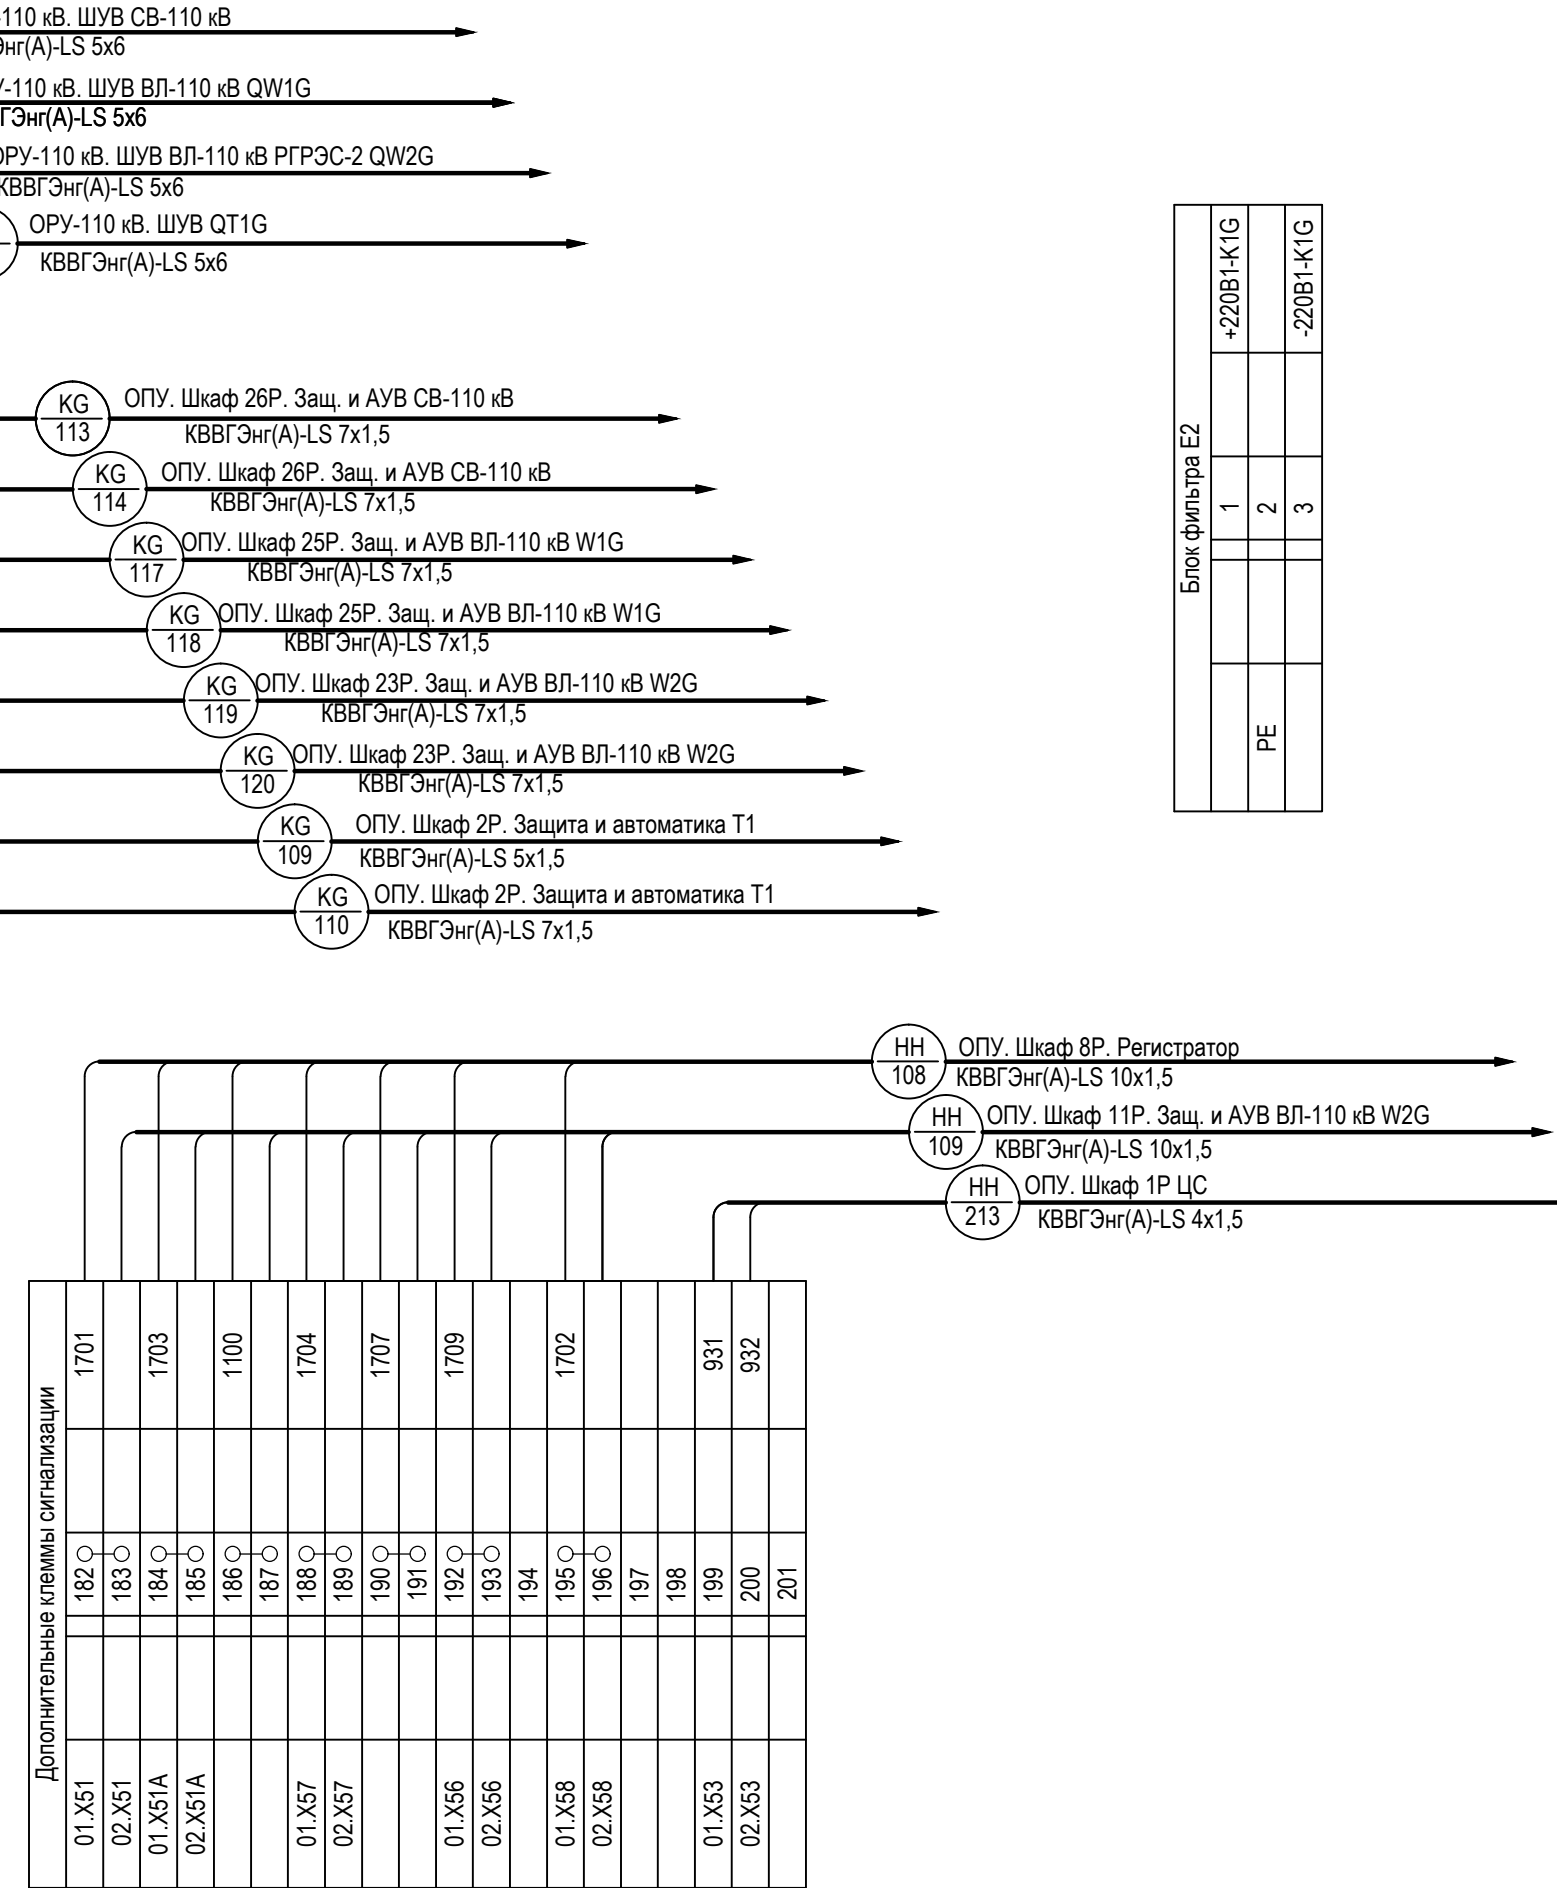 -110 кВ. ШУВ СВ-110 кВ
Энг(А)-LS 5х6
-110 кВ. ШУВ ВЛ-110 кВ QW1G
ГЭнг(А)-LS 5х6
ОРУ-110 кВ. ШУВ ВЛ-110 кВ РГРЭС-2 QW2G
КВВГЭнг(А)-LS 5х6
ОРУ-110 кВ. ШУВ QT1G
КВВГЭнг(А)-LS 5х6
Блок фильтра Е2
+220В1-К1G
1
2
PE
-220В1-К1G
3
KG
113
ОПУ. Шкаф 26Р. Защ. и АУВ СВ-110 кВ
КВВГЭнг(А)-LS 7х1,5
KG
114
ОПУ. Шкаф 26Р. Защ. и АУВ СВ-110 кВ
КВВГЭнг(А)-LS 7х1,5
KG
117
ОПУ. Шкаф 25Р. Защ. и АУВ ВЛ-110 кВ W1G
КВВГЭнг(А)-LS 7х1,5
KG
118
ОПУ. Шкаф 25Р. Защ. и АУВ ВЛ-110 кВ W1G
КВВГЭнг(А)-LS 7х1,5
KG
119
ОПУ. Шкаф 23Р. Защ. и АУВ ВЛ-110 кВ W2G
КВВГЭнг(А)-LS 7х1,5
KG
120
ОПУ. Шкаф 23Р. Защ. и АУВ ВЛ-110 кВ W2G
КВВГЭнг(А)-LS 7х1,5
KG
109
ОПУ. Шкаф 2Р. Защита и автоматика Т1
КВВГЭнг(А)-LS 5х1,5
KG
110
ОПУ. Шкаф 2Р. Защита и автоматика Т1
КВВГЭнг(А)-LS 7х1,5
НН
108
ОПУ. Шкаф 8Р. Регистратор
КВВГЭнг(А)-LS 10х1,5
НН
109
ОПУ. Шкаф 11Р. Защ. и АУВ ВЛ-110 кВ W2G
КВВГЭнг(А)-LS 10х1,5
НН
213
ОПУ. Шкаф 1Р ЦС
КВВГЭнг(А)-LS 4х1,5
Дополнительные клеммы сигнализации
1701 182 01.X51
183 02.X51
1703 184 01.X51A
185 02.X51A
1100 186
187
1704 188 01.X57
189 02.X57
1707 190
191
1709 192 01.X56
193 02.X56
194
1702 195 01.X58
196 02.X58
197
198
931 199 01.X53
932 200 02.X53
201